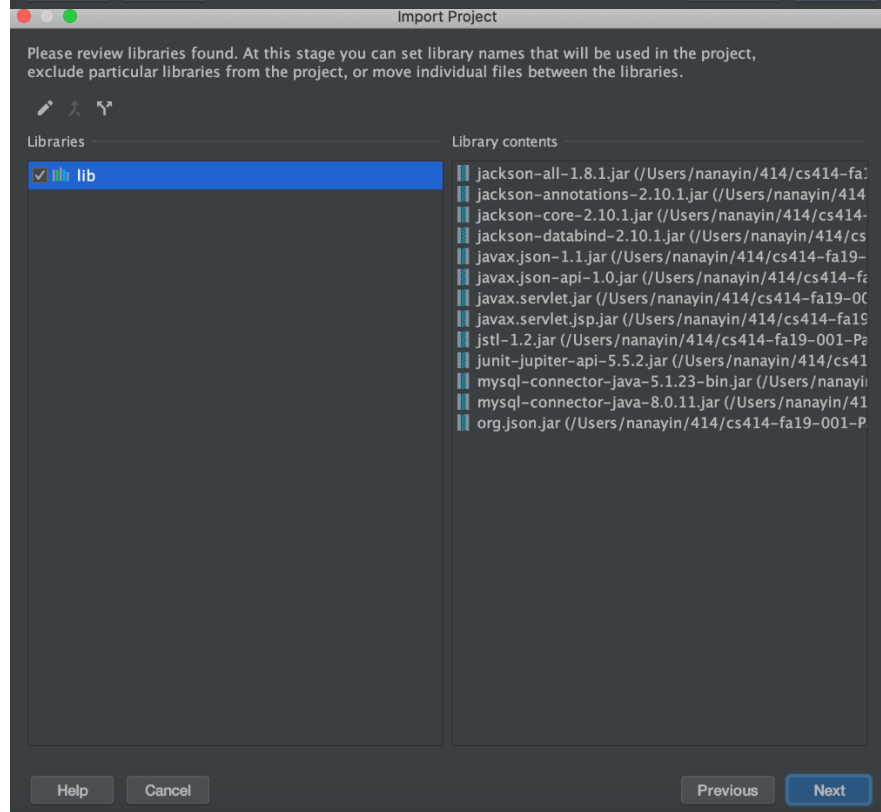 Import Project
Please review libraries found. At this stage you can set library names that will be used in the project,
exclude particular libraries from the project, or move individual files between the libraries.
Libraries
Library contents
lib
jackson-all-1.8.1.jar (/Users/nanayin/414/cs414-fa1
jackson-annotations-2.10.1.jar (/Users/nanayin/414
jackson-core-2.10.1.jar (/Users/nanayin/414/cs414-
jackson-databind-2.10.1.jar (/Users/nanayin/414/cs
javax.json-1.1.jar (/Users/nanayin/414/cs414-fa19-
javax.json-api-1.0.jar (/Users/nanayin/414/cs414-fa
javax.servlet.jar (/Users/nanayin/414/cs414-fa19-00
javax.servlet.jsp.jar (/Users/nanayin/414/cs414-fa19
jstl-1.2.jar (/Users/nanayin/414/cs414-fa19-001-Pa
junit-jupiter-api-5.5.2.jar (/Users/nanayin/414/cs41
mysql-connector-java-5.1.23-bin.jar (/Users/nanayi
mysql-connector-java-8.0.11.jar (/Users/nanayin/41
org.json.jar (/Users/nanayin/414/cs414-fa19-001-P
Help
Cancel
Previous
Next